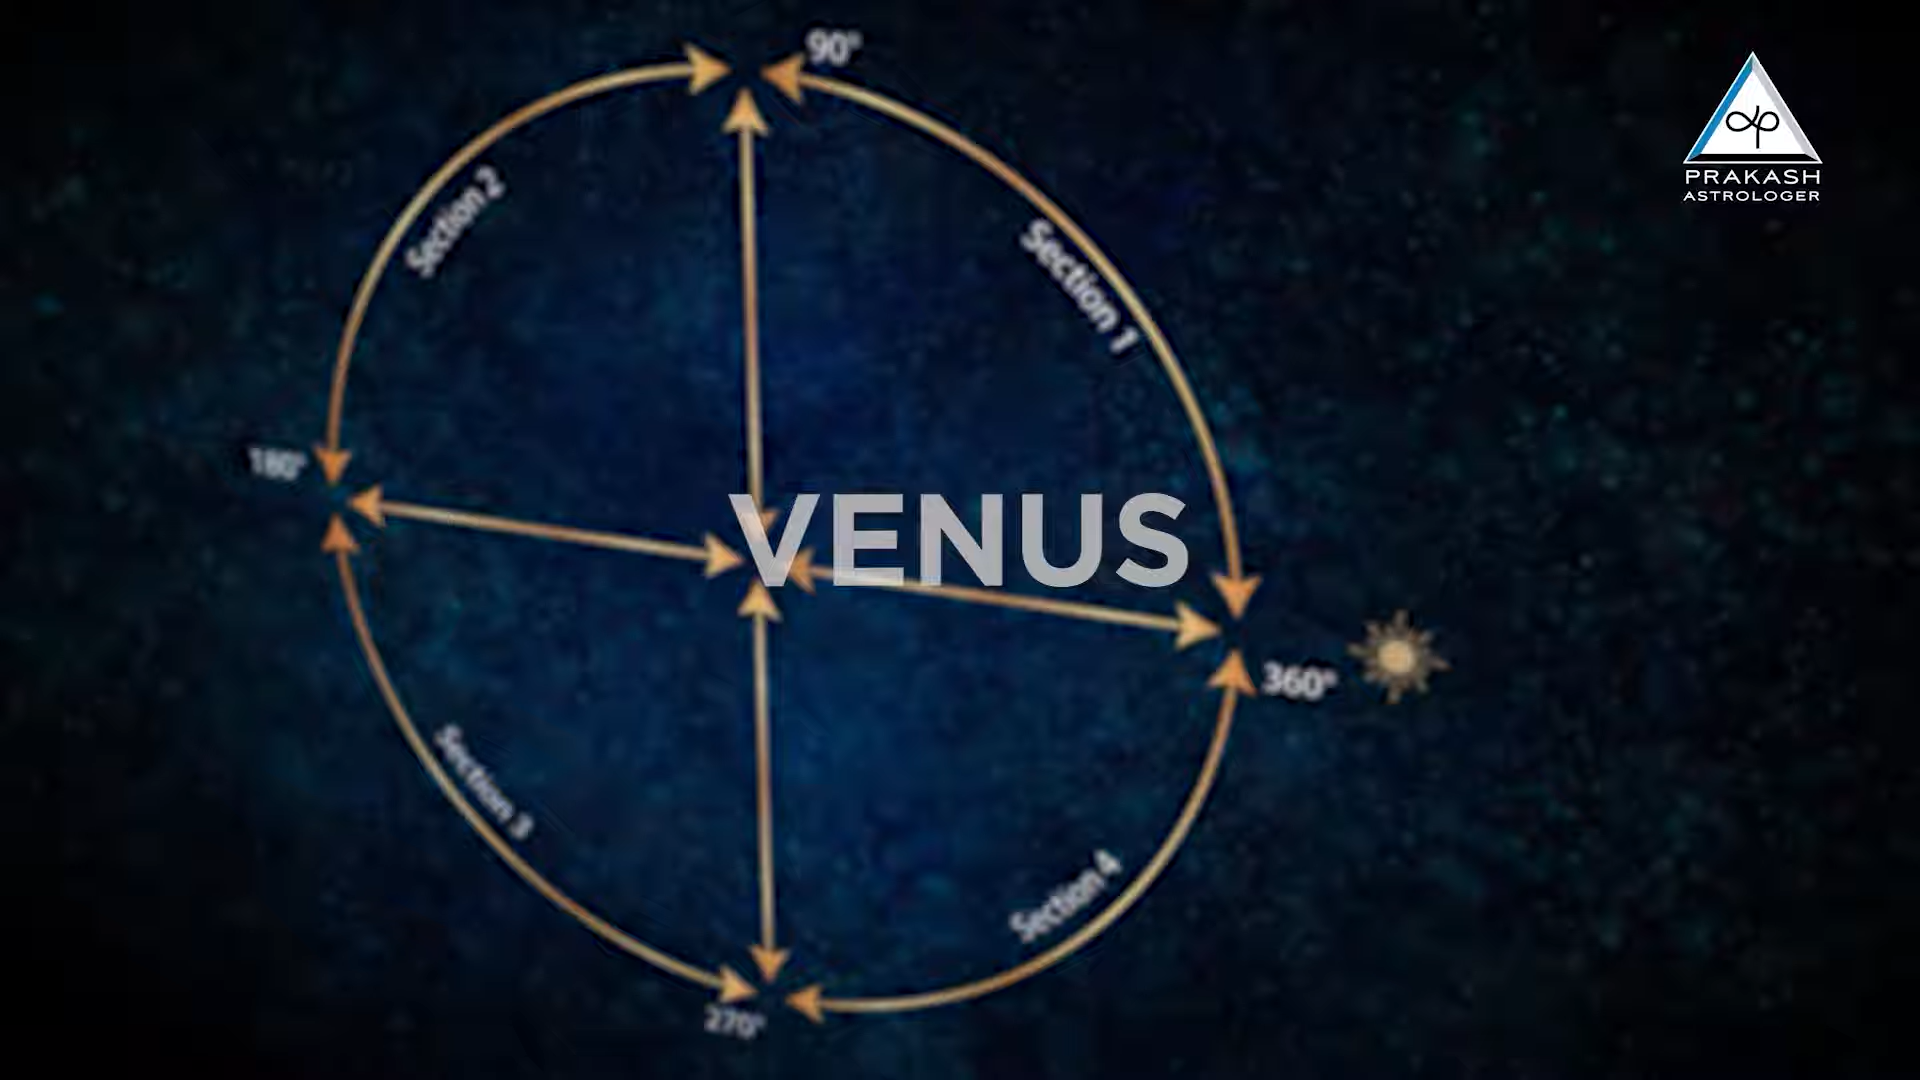 90°
PRAKASH
ASTROLOGER
Section 2
Section 1
180°
VENUS
360°
Section 3
Section 4
270°